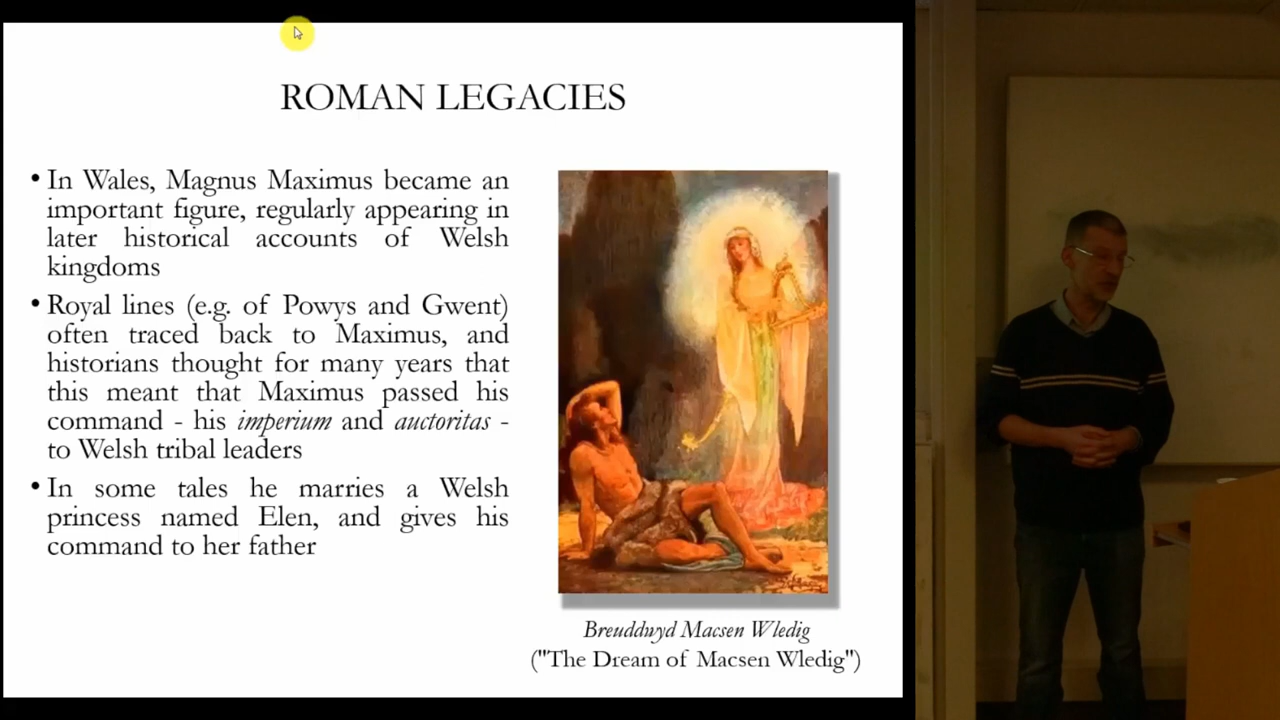 ROMAN LEGACIES
• In Wales, Magnus Maximus became an
important figure, regularly appearing in
later historical accounts of Welsh
kingdoms
• Royal lines (e.g. of Powys and Gwent)
often traced back to Maximus, and
historians thought for many years that
this meant that Maximus passed his
command - his imperium and auctoritas -
to Welsh tribal leaders
• In some tales he marries a Welsh
princess named Elen, and gives his
command to her father
Breuddwyd Macsen Wledig
("The Dream of Macsen Wledig")